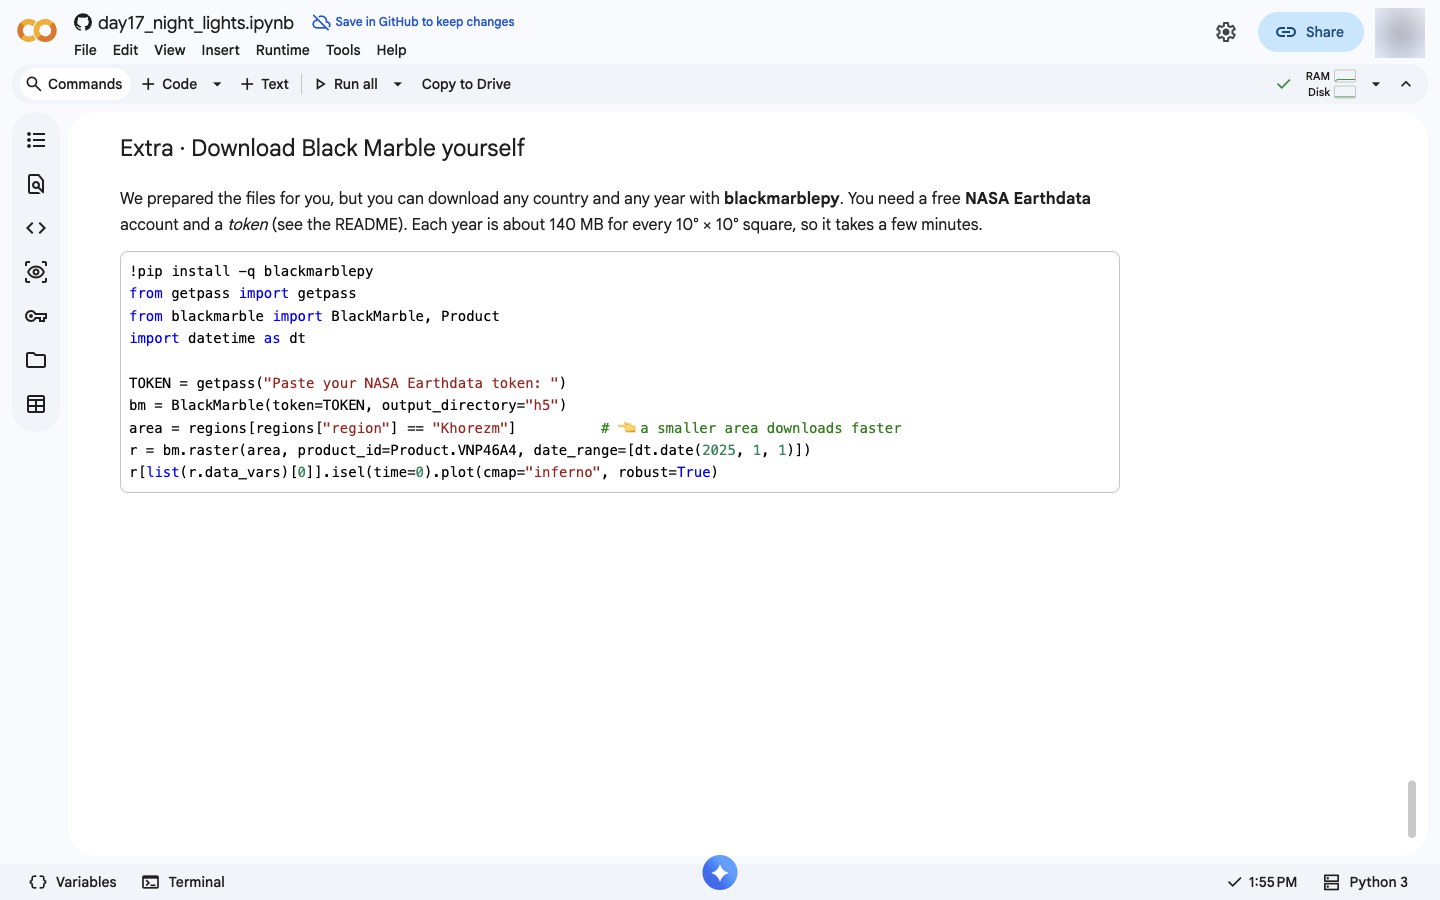 day17_night_lights.ipynb
Save in GitHub to keep changes
File Edit View Insert Runtime Tools Help
Share
Commands + Code + Text Run all Copy to Drive
RAM
Disk
Extra · Download Black Marble yourself
We prepared the files for you, but you can download any country and any year with blackmarblepy. You need a free NASA Earthdata
account and a token (see the README). Each year is about 140 MB for every 10° × 10° square, so it takes a few minutes.
!pip install -q blackmarblepy
from getpass import getpass
from blackmarble import BlackMarble, Product
import datetime as dt
TOKEN = getpass("Paste your NASA Earthdata token: ")
bm = BlackMarble(token=TOKEN, output_directory="h5")
area = regions[regions["region"] == "Khorezm"]          # 👈 a smaller area downloads faster
r = bm.raster(area, product_id=Product.VNP46A4, date_range=[dt.date(2025, 1, 1)])
r[list(r.data_vars)[0]].isel(time=0).plot(cmap="inferno", robust=True)
Variables Terminal
1:55 PM Python 3